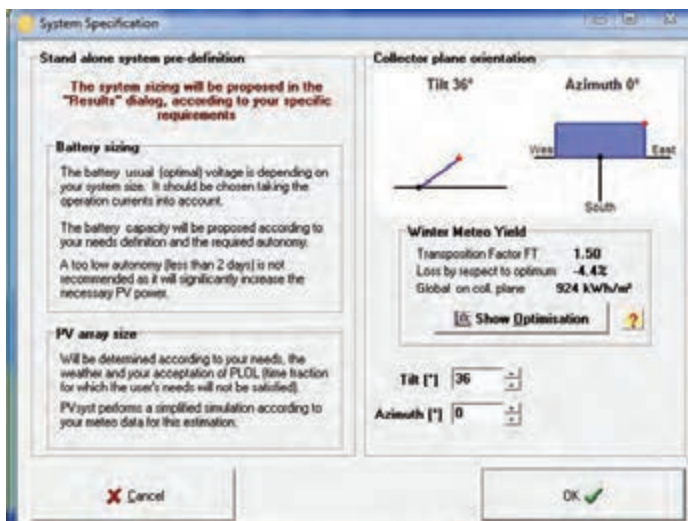 System Specification
Stand alone system pre-definition
The system sizing will be proposed in the
"Results" dialog, according to your specific
requirements
Battery sizing
The battery usual (optimal) voltage is depending on
your system size. It should be chosen taking the
operation currents into account.
The battery capacity will be proposed according to
your needs definition and the required autonomy.
A too low autonomy (less than 2 days) is not
recommended as it will significantly increase the
necessary PV power.
PV array size
Will be determined according to your needs, the
weather and your acceptation of PLOL (time fraction
for which the user's needs will not be satisfied).
PVsyst performs a simplified simulation according to
your meteo data for this estimation.
Cancel
Collector plane orientation
Tilt 36°
Azimuth 0°
West
East
South
Winter Meteo Yield
Transposition Factor FT 1.50
Loss by respect to optimum -4.4%
Global on coll. plane 924 kWh/m²
Show Optimisation
?
Tilt [°] 36
Azimuth [°] 0
OK